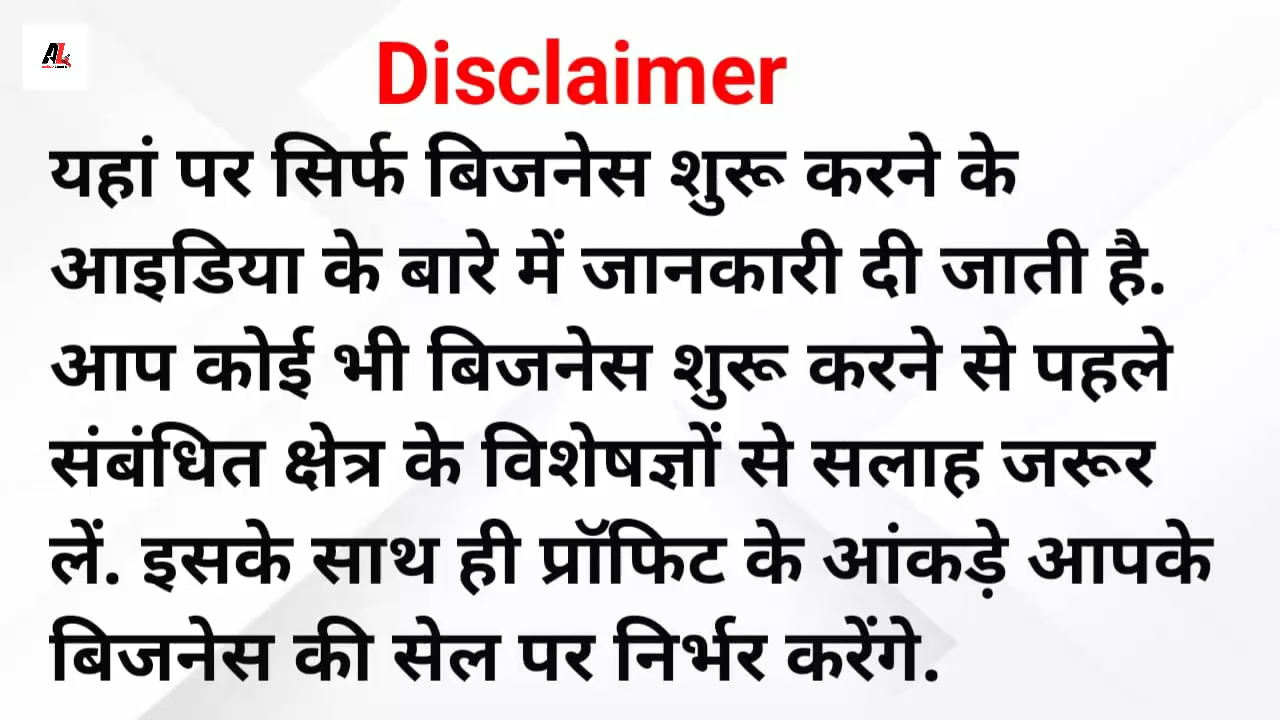 AL
Disclaimer
यहां पर सिर्फ बिजनेस शुरू करने के
आइडिया के बारे में जानकारी दी जाती है.
आप कोई भी बिजनेस शुरू करने से पहले
संबंधित क्षेत्र के विशेषज्ञों से सलाह जरूर
लें. इसके साथ ही प्रॉफिट के आंकड़े आपके
बिजनेस की सेल पर निर्भर करेंगे.